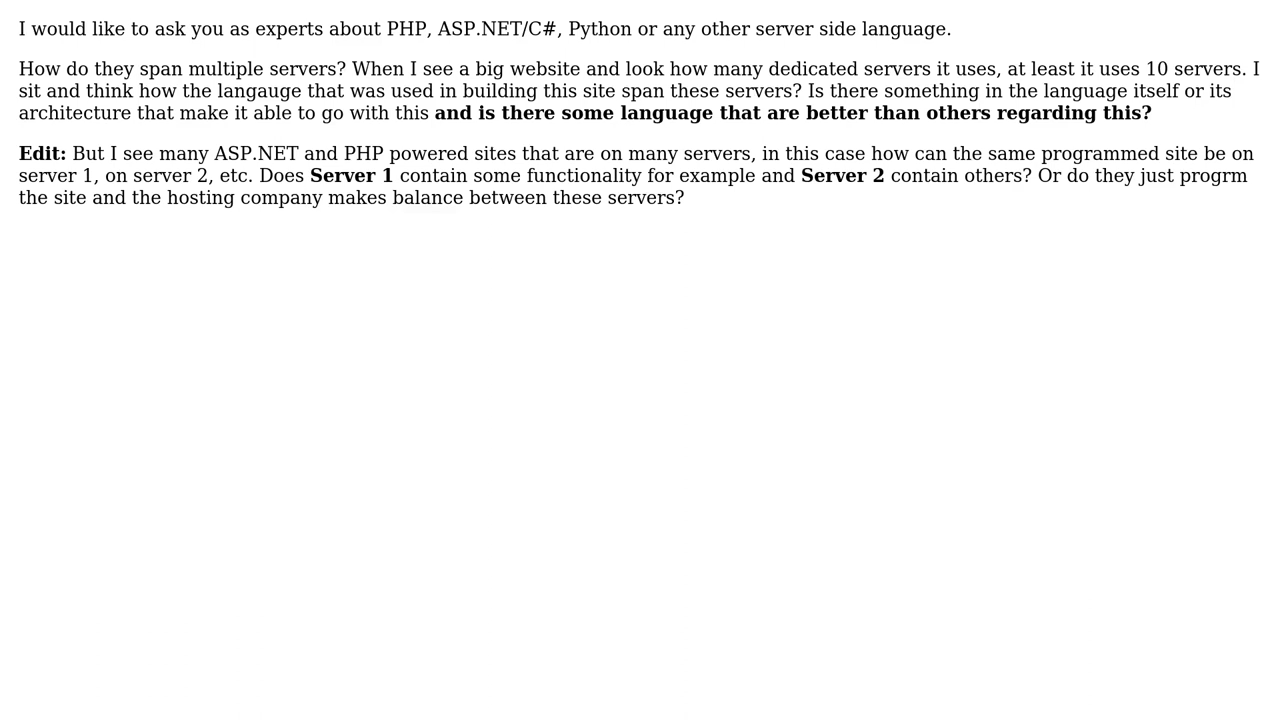 I would like to ask you as experts about PHP, ASP.NET/C#, Python or any other server side language.
How do they span multiple servers? When I see a big website and look how many dedicated servers it uses, at least it uses 10 servers. I
sit and think how the langauge that was used in building this site span these servers? Is there something in the language itself or its
architecture that make it able to go with this and is there some language that are better than others regarding this?
Edit: But I see many ASP.NET and PHP powered sites that are on many servers, in this case how can the same programmed site be on
server 1, on server 2, etc. Does Server 1 contain some functionality for example and Server 2 contain others? Or do they just progrm
the site and the hosting company makes balance between these servers?